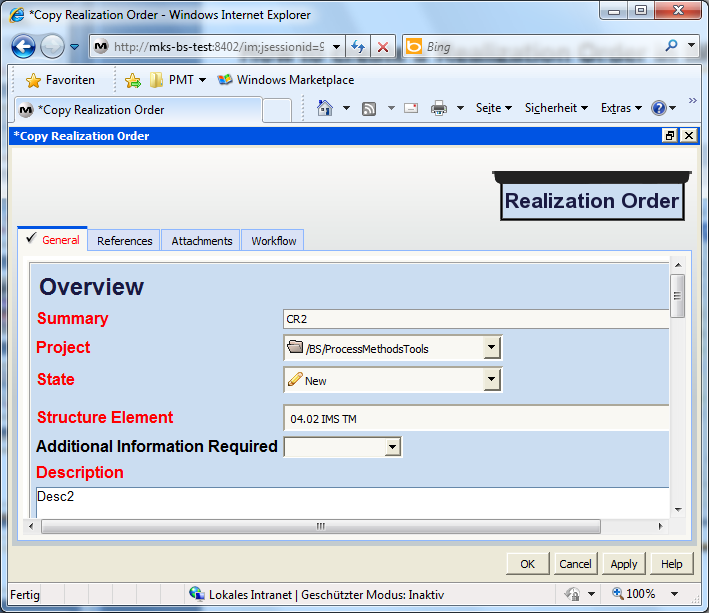 *Copy Realization Order - Windows Internet Explorer
http://mks-bs-test:8402/im;jsessionid=9
Bing
Favoriten
PMT
Windows Marketplace
*Copy Realization Order
Seite
Sicherheit
Extras
*Copy Realization Order
Realization Order
General
References
Attachments
Workflow
Overview
Summary CR2
Project /BS/ProcessMethodsTools
State New
Structure Element 04.02 IMS TM
Additional Information Required
Description
Desc2
OK Cancel Apply Help
Fertig Lokales Intranet | Geschützter Modus: Inaktiv 100%